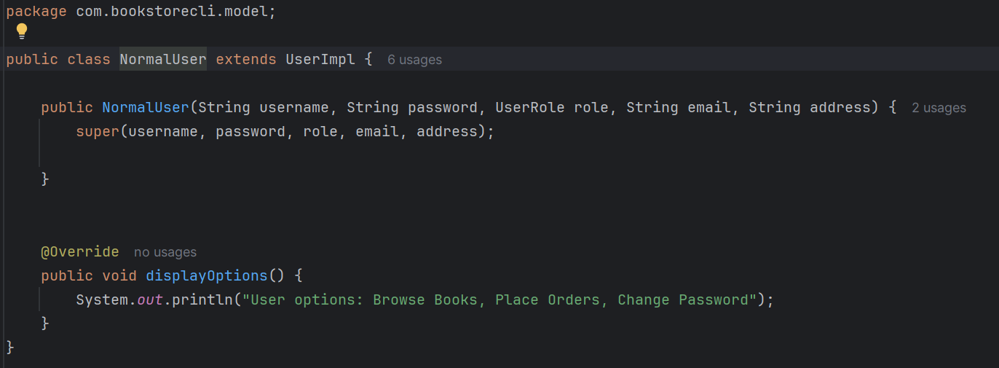 package com.bookstorecli.model;
public class NormalUser extends UserImpl { 6 usages
public NormalUser(String username, String password, UserRole role, String email, String address) { 2 usages
super(username, password, role, email, address);
}
@Override no usages
public void displayOptions() {
System.out.println("User options: Browse Books, Place Orders, Change Password");
}
}